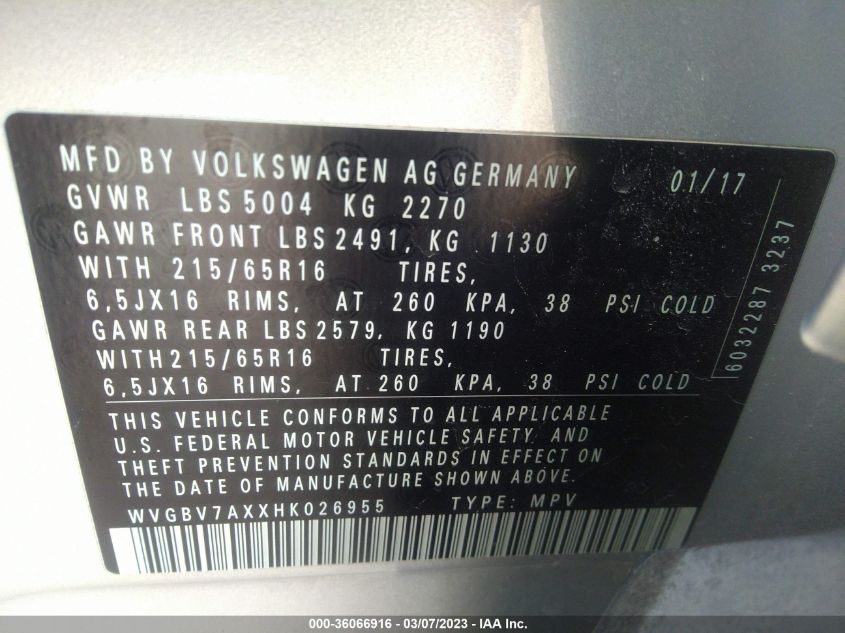 MFD BY VOLKSWAGEN AG GERMANY 01/17
GVWR LBS 5004 KG 2270
GAWR FRONT LBS 2491, KG 1130
WITH 215/65R16 TIRES,
6,5JX16 RIMS, AT 260 KPA, 38 PSI COLD
GAWR REAR LBS 2579, KG 1190
WITH 215/65R16 TIRES,
6,5JX16 RIMS, AT 260 KPA, 38 PSI COLD
THIS VEHICLE CONFORMS TO ALL APPLICABLE
U.S. FEDERAL MOTOR VEHICLE SAFETY, AND
THEFT PREVENTION STANDARDS IN EFFECT ON
THE DATE OF MANUFACTURE SHOWN ABOVE.
WVGBV7AXXHK026955 TYPE: MPV
6032287 3237
000-36066916 - 03/07/2023 - IAA Inc.